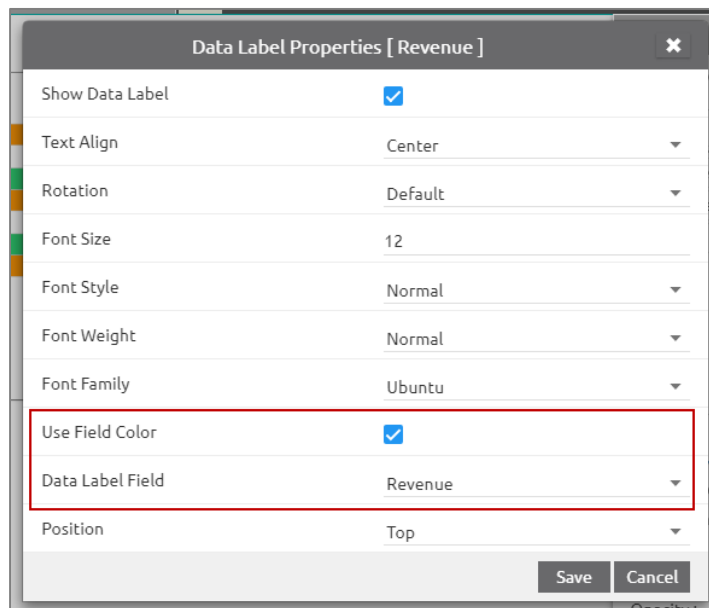 Data Label Properties [ Revenue ]
Show Data Label
Text Align Center
Rotation Default
Font Size 12
Font Style Normal
Font Weight Normal
Font Family Ubuntu
Use Field Color
Data Label Field Revenue
Position Top
Save Cancel